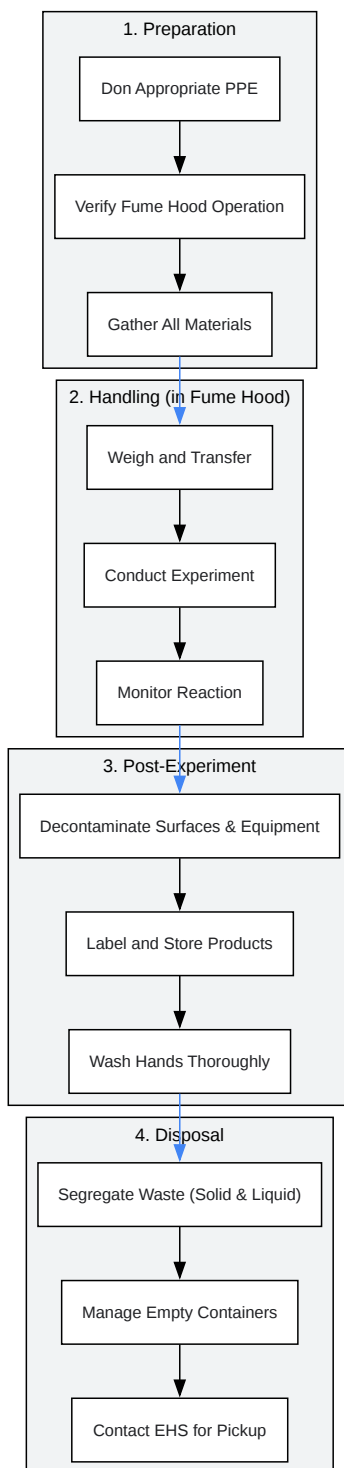 1. Preparation
Don Appropriate PPE
Verify Fume Hood Operation
Gather All Materials
2. Handling (in Fume Hood)
Weigh and Transfer
Conduct Experiment
Monitor Reaction
3. Post-Experiment
Decontaminate Surfaces & Equipment
Label and Store Products
Wash Hands Thoroughly
4. Disposal
Segregate Waste (Solid & Liquid)
Manage Empty Containers
Contact EHS for Pickup